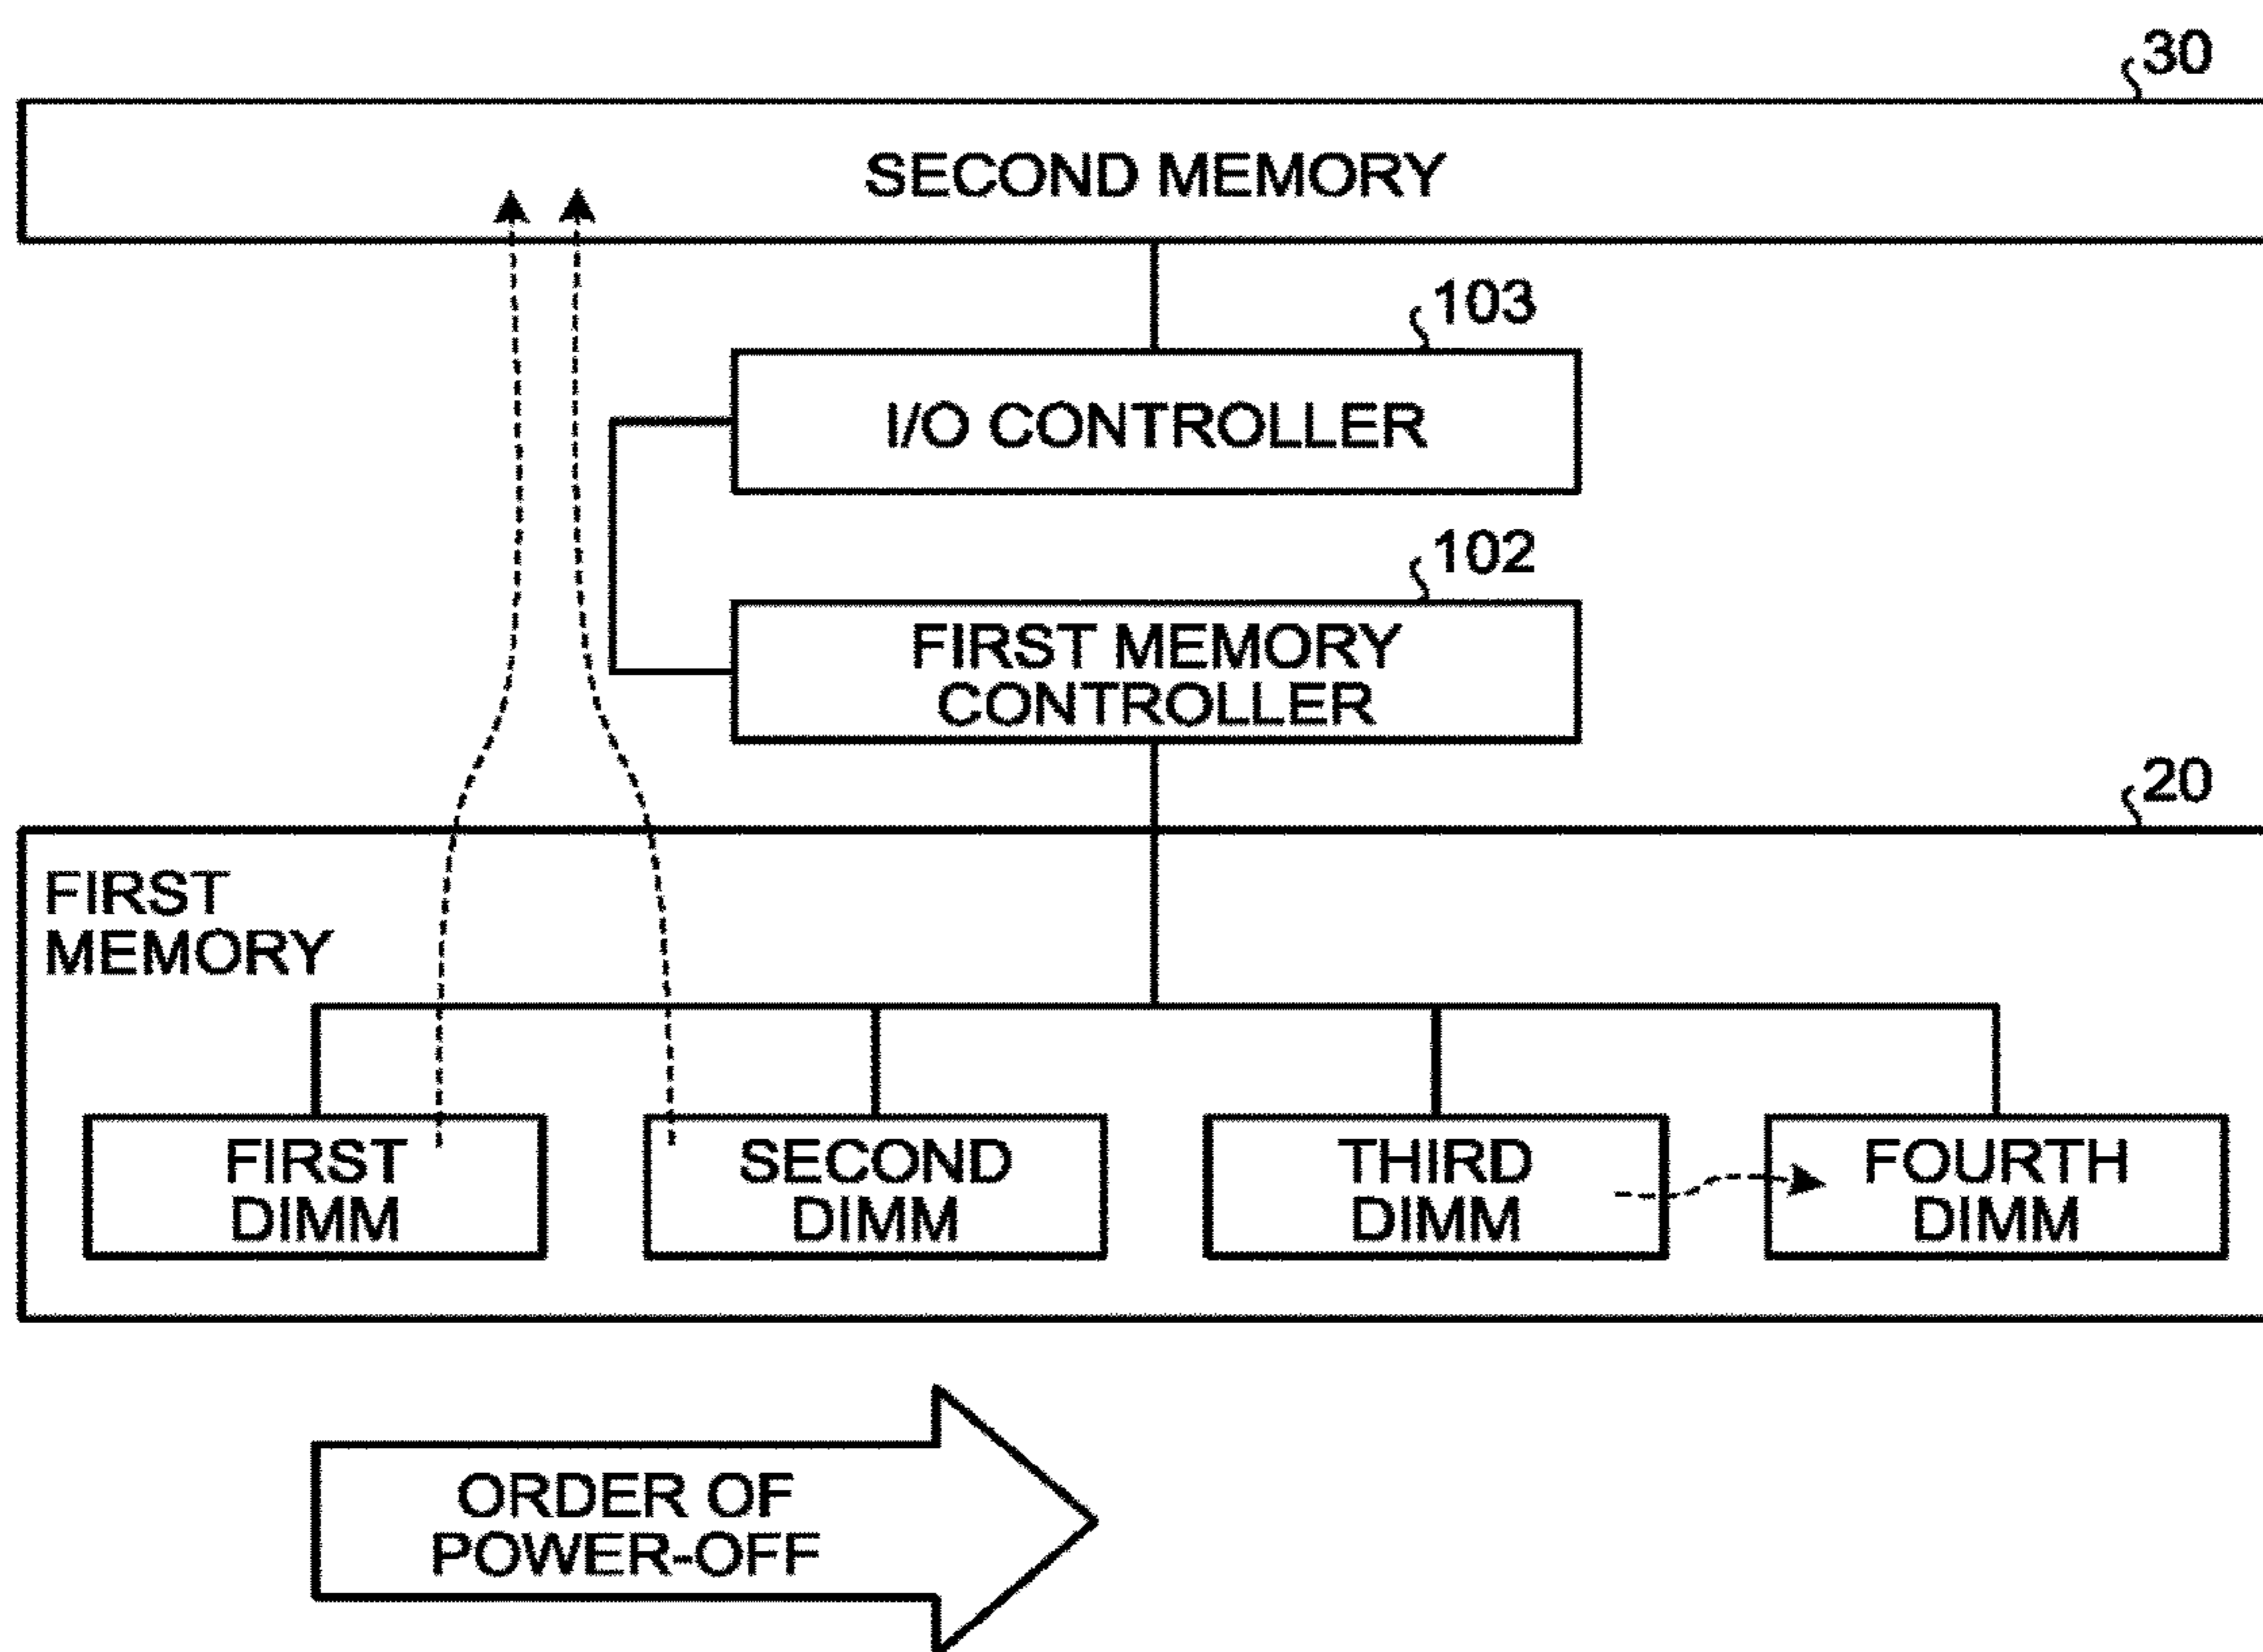 30
SECOND MEMORY
103
I/O CONTROLLER
102
FIRST MEMORY
CONTROLLER
20
FIRST
MEMORY
FIRST
DIMM
SECOND
DIMM
THIRD
DIMM
FOURTH
DIMM
ORDER OF
POWER-OFF